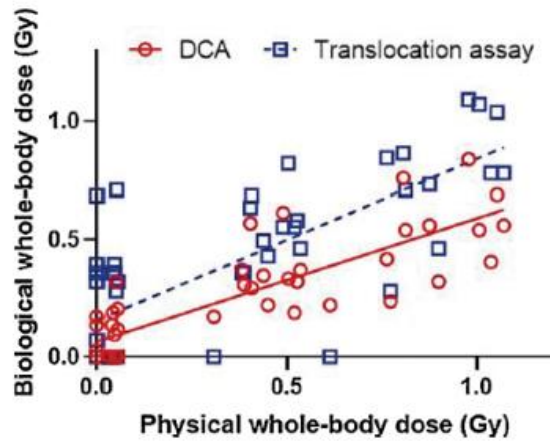 DCA Translocation assay
Biological whole-body dose (Gy)
1.0
0.5
0.0
0.0 0.5 1.0
Physical whole-body dose (Gy)